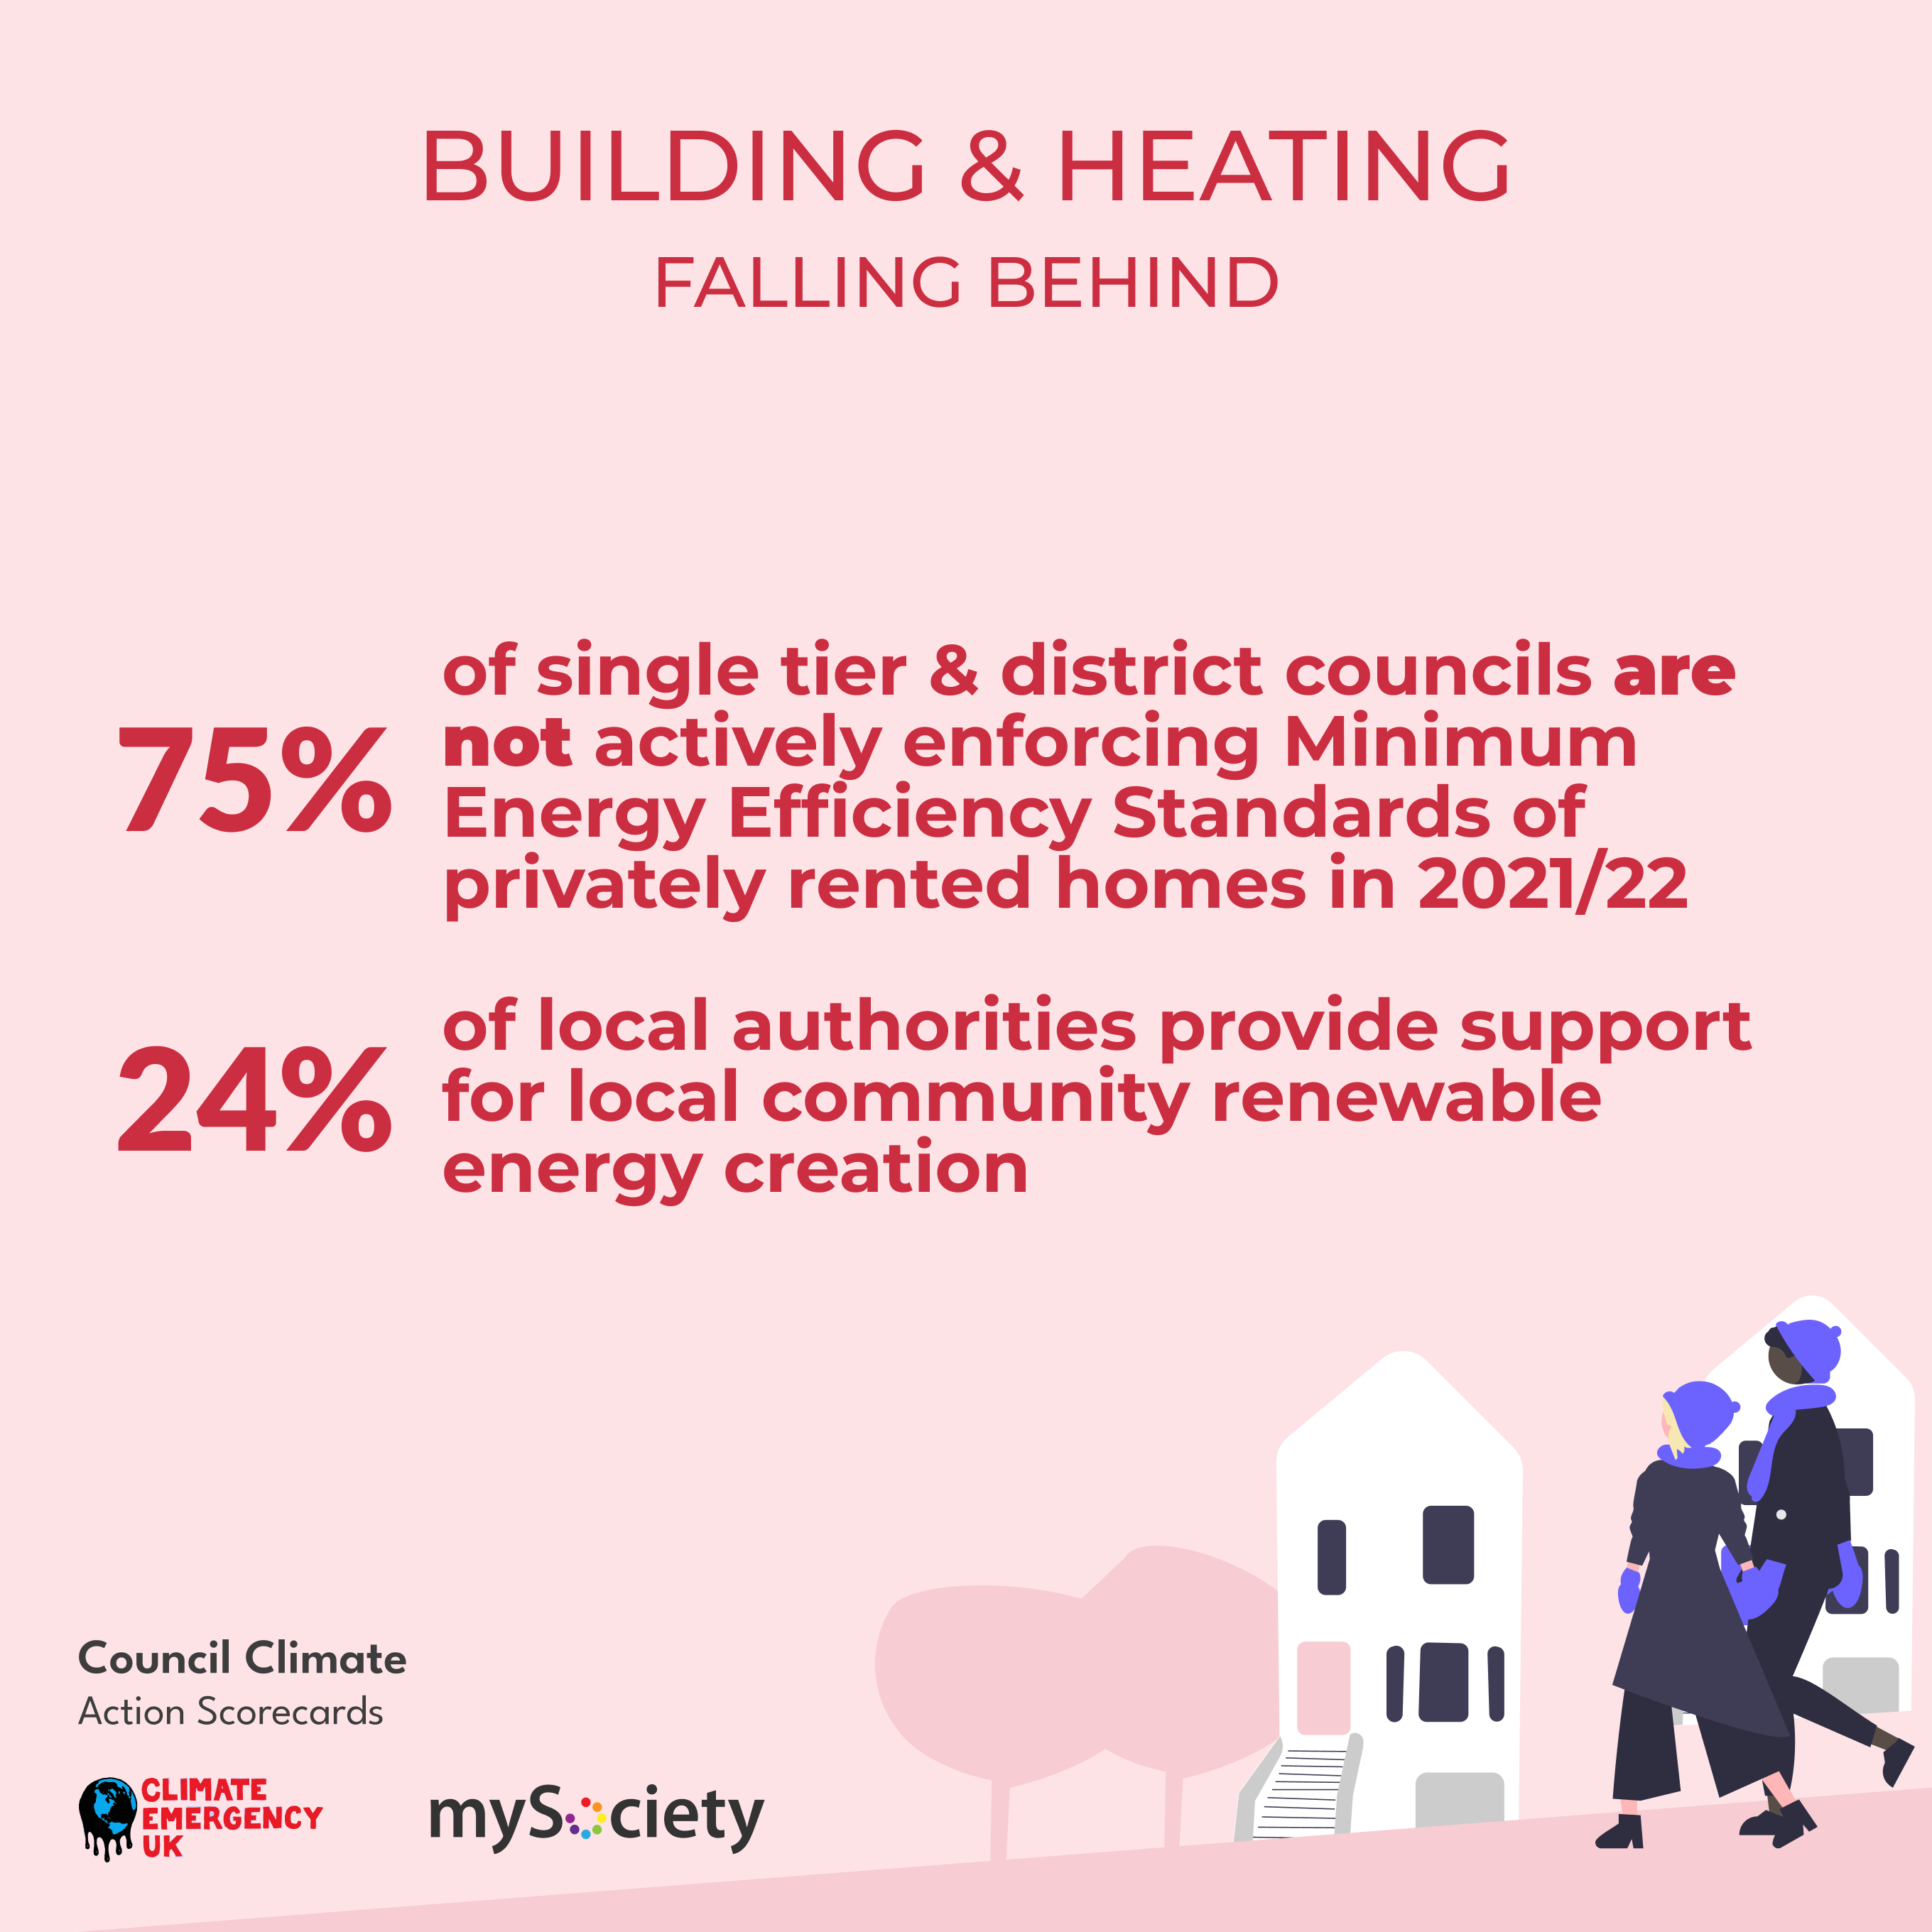 BUILDING & HEATING
FALLING BEHIND
75%
of single tier & district councils are
not actively enforcing Minimum
Energy Efficiency Standards of
privately rented homes in 2021/22
24%
of local authorities provide support
for local community renewable
energy creation
Council Climate
Action Scorecards
CLIMATE
EMERGENCY
UK
mySociety